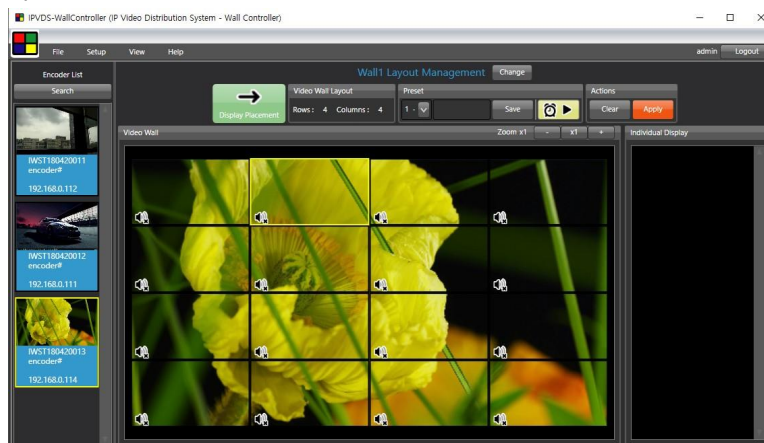 IPVDS-WallController (IP Video Distribution System - Wall Controller)
File Setup View Help
admin Logout
Encoder List
Search
IWST180420011
encoder#
192.168.0.112
IWST180420012
encoder#
192.168.0.111
IWST180420013
encoder#
192.168.0.114
Wall1 Layout Management Change
Display Placement
Video Wall Layout
Rows : 4 Columns : 4
Preset
1 - Save
Actions
Clear Apply
Video Wall Zoom x1 - x1 +
Individual Display